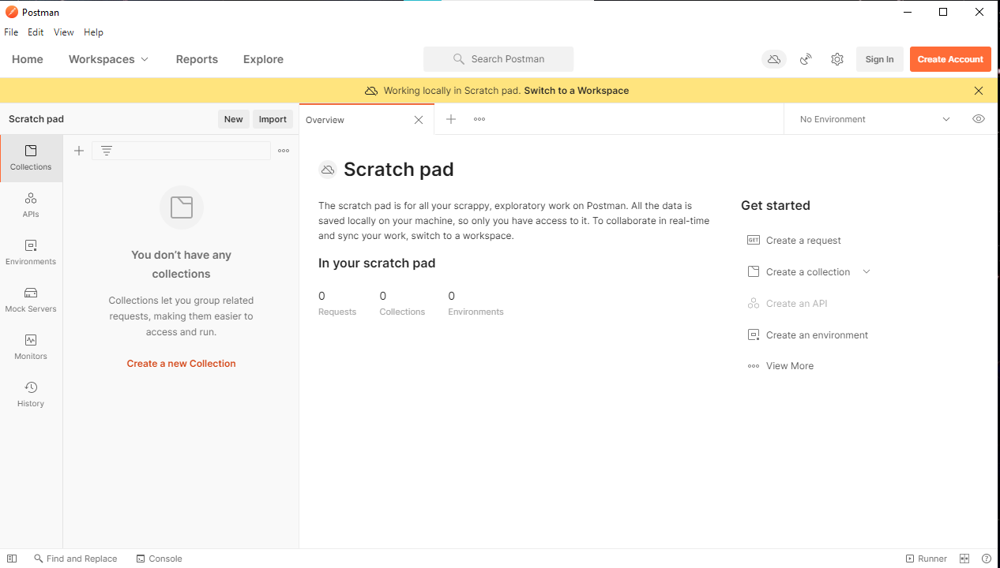 Postman
File Edit View Help
Home Workspaces Reports Explore Search Postman Sign In Create Account
Working locally in Scratch pad. Switch to a Workspace
Scratch pad New Import Overview No Environment
Collections
APIs
Environments
Mock Servers
Monitors
History
You don't have any
collections
Collections let you group related
requests, making them easier to
access and run.
Create a new Collection
Scratch pad
The scratch pad is for all your scrappy, exploratory work on Postman. All the data is
saved locally on your machine, so only you have access to it. To collaborate in real-time
and sync your work, switch to a workspace.
In your scratch pad
0 0 0
Requests Collections Environments
Get started
GET Create a request
Create a collection
Create an API
Create an environment
View More
Find and Replace Console Runner